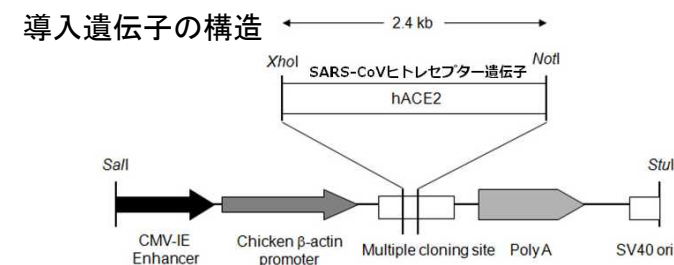 導入遺伝子の構造
2.4 kb
XhoI
NotI
SARS-CoVヒトレセプター遺伝子
hACE2
SalI
StuI
CMV-IE
Enhancer
Chicken β-actin
promoter
Multiple cloning site
Poly A
SV40 ori